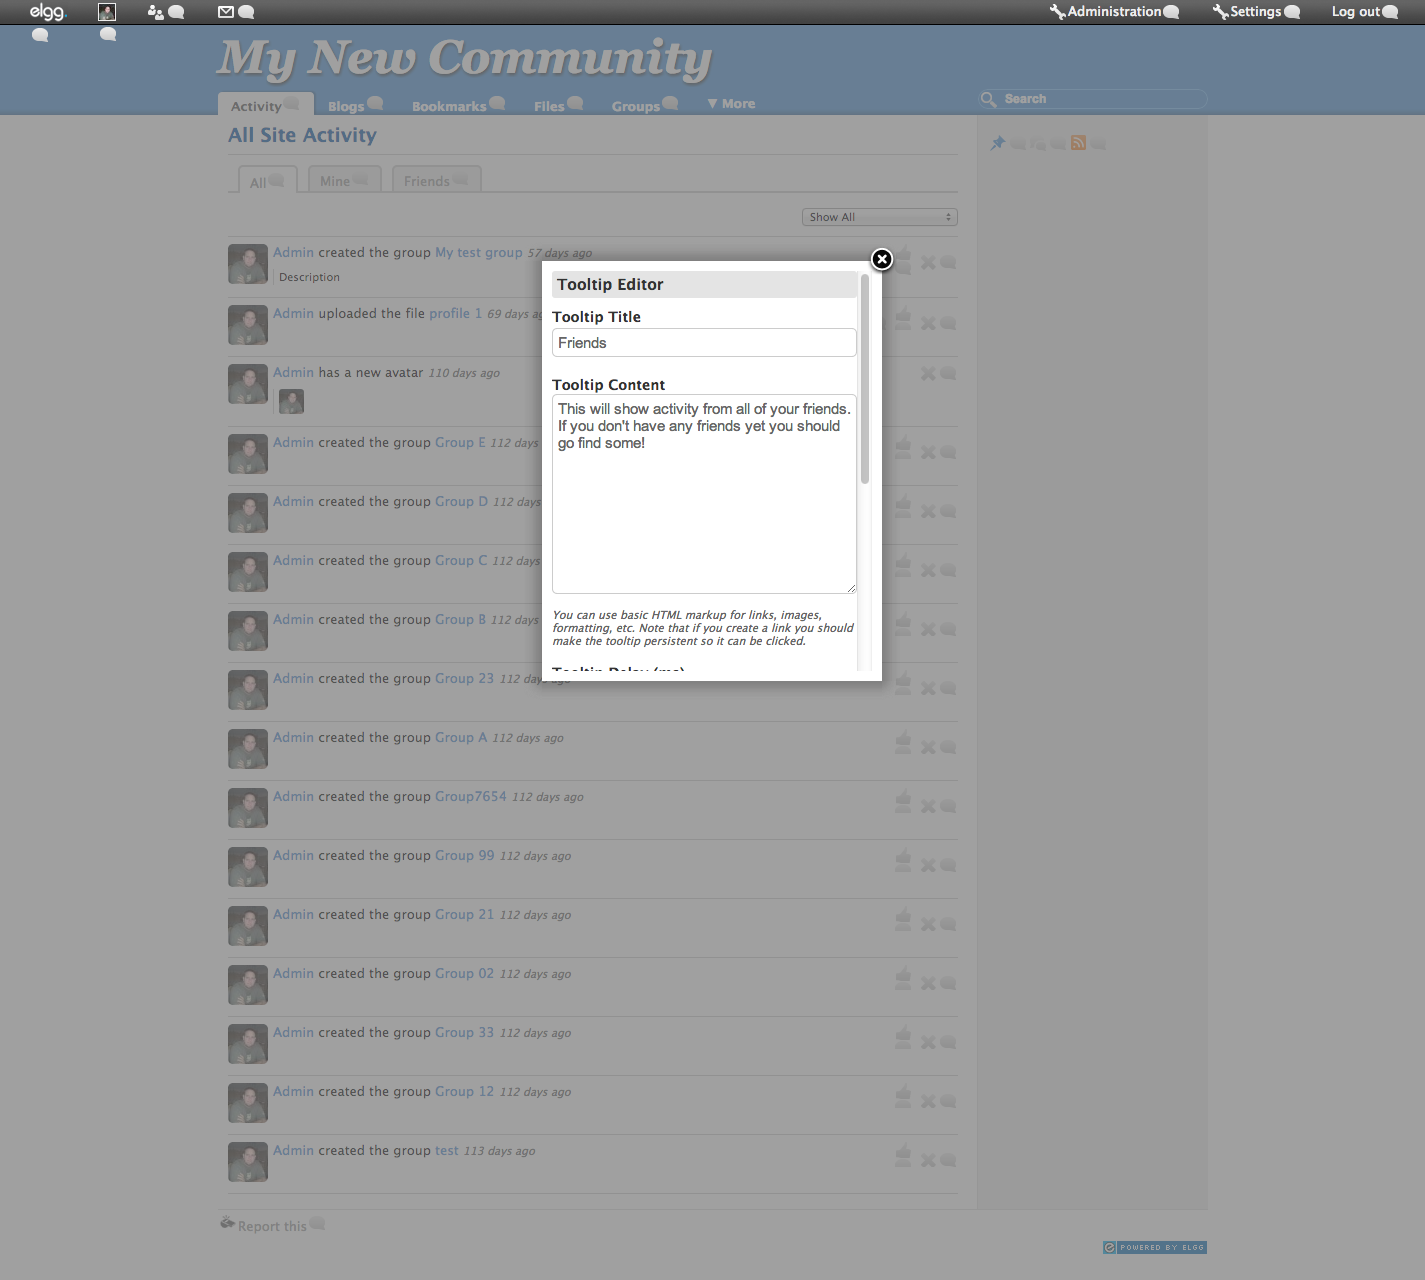 elgg.
Administration
Settings
Log out
My New Community
Activity
Blogs
Bookmarks
Files
Groups
▼ More
Search
All Site Activity
All
Mine
Friends
Show All
Admin created the group My test group 57 days ago
Description
Admin uploaded the file profile 1 69 days ag
Admin has a new avatar 110 days ago
Admin created the group Group E 112 days
Admin created the group Group D 112 days
Admin created the group Group C 112 days
Admin created the group Group B 112 days
Admin created the group Group 23 112 days ago
Admin created the group Group A 112 days ago
Admin created the group Group7654 112 days ago
Admin created the group Group 99 112 days ago
Admin created the group Group 21 112 days ago
Admin created the group Group 02 112 days ago
Admin created the group Group 33 112 days ago
Admin created the group Group 12 112 days ago
Admin created the group test 113 days ago
Tooltip Editor
Tooltip Title
Friends
Tooltip Content
This will show activity from all of your friends.
If you don't have any friends yet you should
go find some!
You can use basic HTML markup for links, images,
formatting, etc. Note that if you create a link you should
make the tooltip persistent so it can be clicked.
Tooltip Delay (ms)
Report this
POWERED BY ELGG